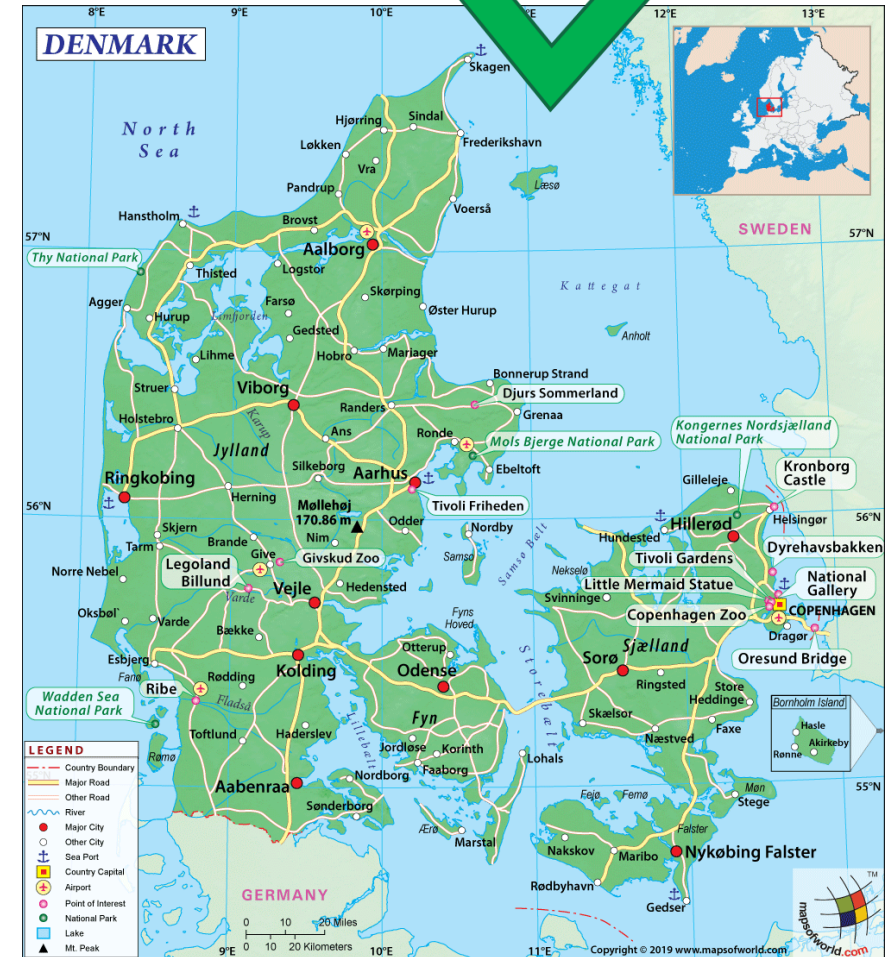 8°E
9°E
10°E
12°E
13°E
DENMARK
Skagen
North
Sea
Hjørring
Sindal
Løkken
Frederikshavn
Vra
Pandrup
Læsø
Voerså
Hanstholm
Brovst
SWEDEN
57°N
57°N
Aalborg
Thy National Park
Thisted
Logstor
Kattegat
Skørping
Agger
Farsø
Limfjorden
Øster Hurup
Hurup
Gedsted
Anholt
Lihme
Hobro
Mariager
Bonnerup Strand
Struer
Viborg
Djurs Sommerland
Randers
Grenaa
Holstebro
Karup
Kongernes Nordsjælland
National Park
Ans
Ronde
Mols Bjerge National Park
Jylland
Silkeborg
Aarhus
Ebeltoft
Kronborg
Castle
Ringkobing
Herning
Gilleleje
Møllehøj
170.86 m
Tivoli Friheden
56°N
56°N
Helsingør
Odder
Nordby
Hillerød
Skjern
Hundested
Tarm
Brande
Nim
Dyrehavsbakken
Give
Givskud Zoo
Samsø
Samsø Bælt
Tivoli Gardens
Legoland
Billund
Nekselø
Norre Nebel
Little Mermaid Statue
National
Gallery
Hedensted
Vejle
Svinninge
Varde
Copenhagen Zoo
COPENHAGEN
Oksbøl
Varde
Fyns
Hoved
Bække
Dragør
Otterup
Sjælland
Esbjerg
Kolding
Odense
Storebælt
Sorø
Oresund Bridge
Fanø
Ribe
Rødding
Ringsted
Store
Heddinge
Wadden Sea
National Park
Fladså
Bornholm Island
Fyn
Lillebælt
Skælsor
Hasle
Toftlund
Haderslev
Faxe
Akirkeby
Jordløse
Korinth
Næstved
Rønne
Rømø
Lohals
LEGEND
Faaborg
Country Boundary
Nordborg
55°N
55°N
Major Road
Aabenraa
Fejø
Femø
Møn
Other Road
Sønderborg
Stege
River
Major City
Ærø
Falster
Other City
Marstal
Sea Port
Nakskov
Maribo
Nykøbing Falster
Country Capital
Airport
Rødbyhavn
GERMANY
Point of Interest
Gedser
National Park
0 10 20 Miles
Lake
0 10 20 Kilometers
Mt. Peak
9°E
10°E
11°E
Copyright © 2019 www.mapsofworld.com
mapsofworld.com
TM